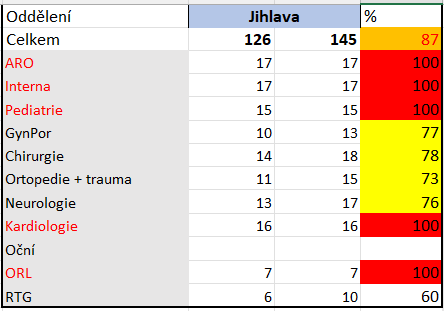 Oddělení Jihlava %
Celkem 126 145 87
ARO 17 17 100
Interna 17 17 100
Pediatrie 15 15 100
GynPor 10 13 77
Chirurgie 14 18 78
Ortopedie + trauma 11 15 73
Neurologie 13 17 76
Kardiologie 16 16 100
Oční
ORL 7 7 100
RTG 6 10 60